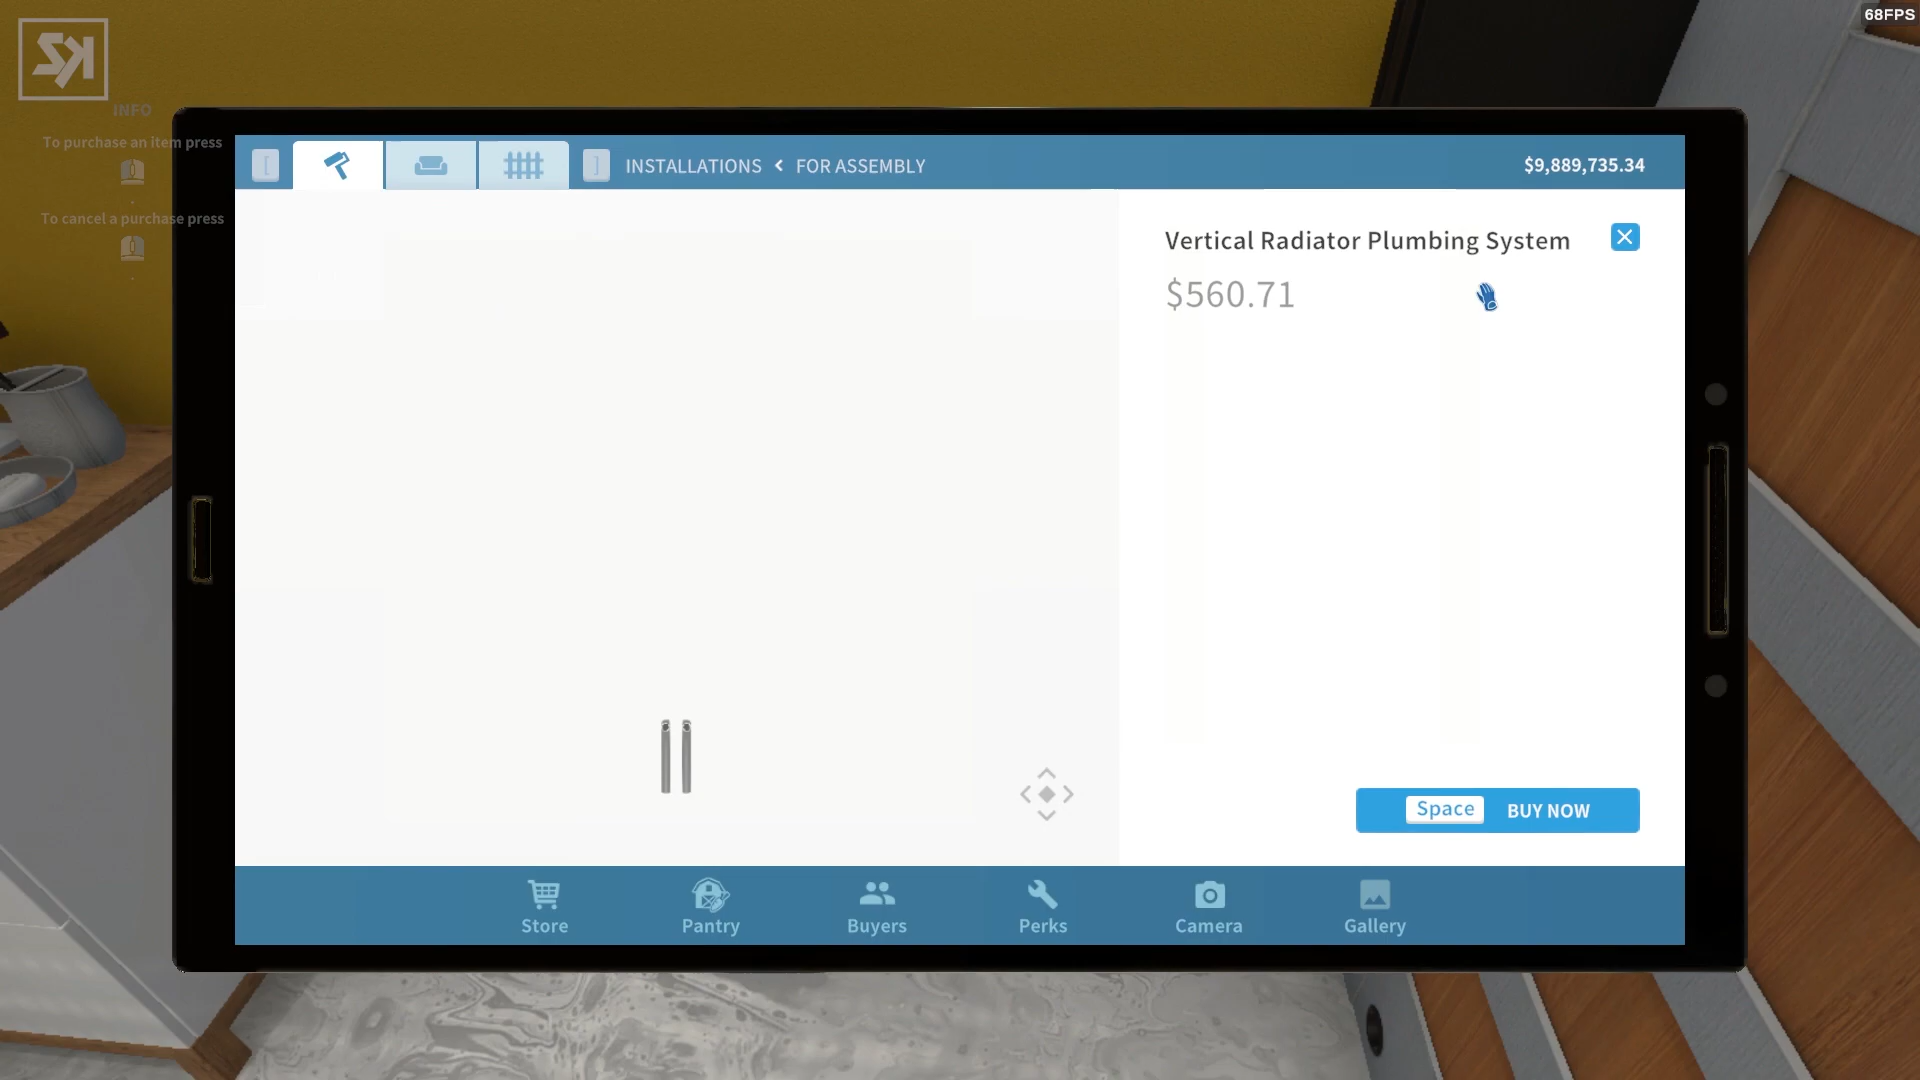 68FPS
INFO
To purchase an item press
To cancel a purchase press
[
]
INSTALLATIONS < FOR ASSEMBLY
$9,889,735.34
Vertical Radiator Plumbing System
$560.71
Space BUY NOW
Store
Pantry
Buyers
Perks
Camera
Gallery